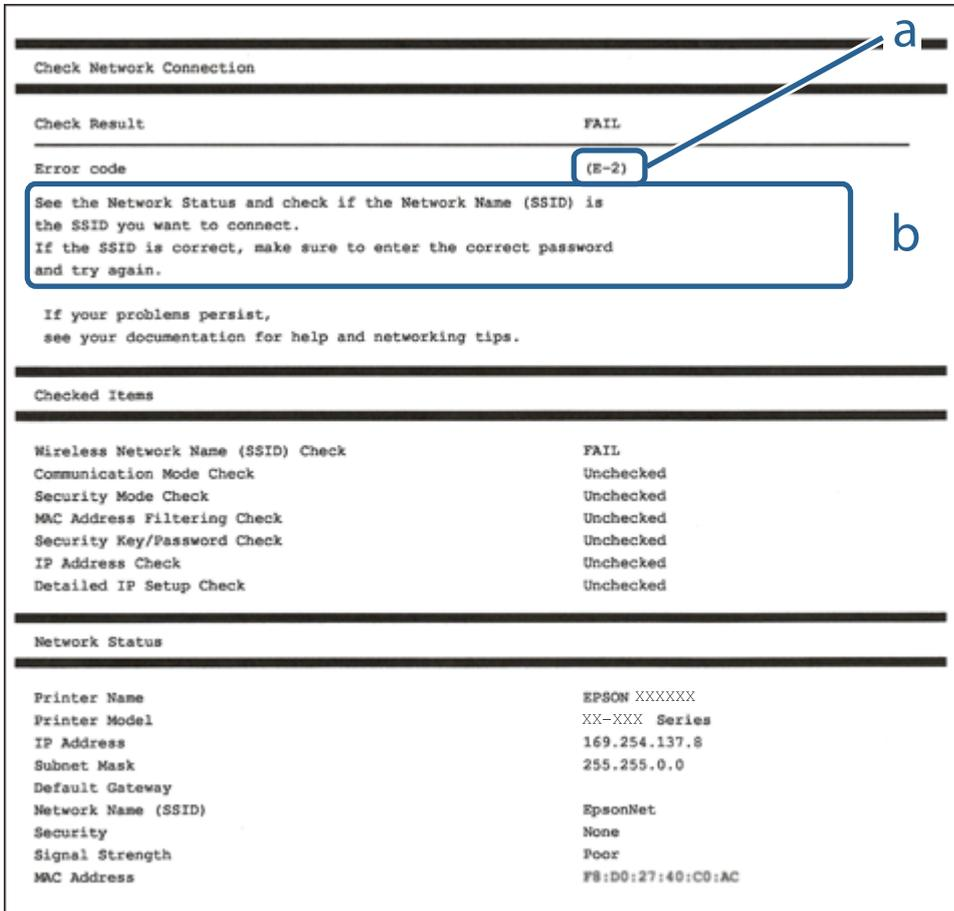 a
Check Network Connection
Check Result FAIL
Error code (E-2)
See the Network Status and check if the Network Name (SSID) is
the SSID you want to connect.
If the SSID is correct, make sure to enter the correct password
and try again.
b
If your problems persist,
see your documentation for help and networking tips.
Checked Items
Wireless Network Name (SSID) Check FAIL
Communication Mode Check Unchecked
Security Mode Check Unchecked
MAC Address Filtering Check Unchecked
Security Key/Password Check Unchecked
IP Address Check Unchecked
Detailed IP Setup Check Unchecked
Network Status
Printer Name EPSON XXXXXX
Printer Model XX-XXX Series
IP Address 169.254.137.8
Subnet Mask 255.255.0.0
Default Gateway
Network Name (SSID) EpsonNet
Security None
Signal Strength Poor
MAC Address F8:D0:27:40:C0:AC